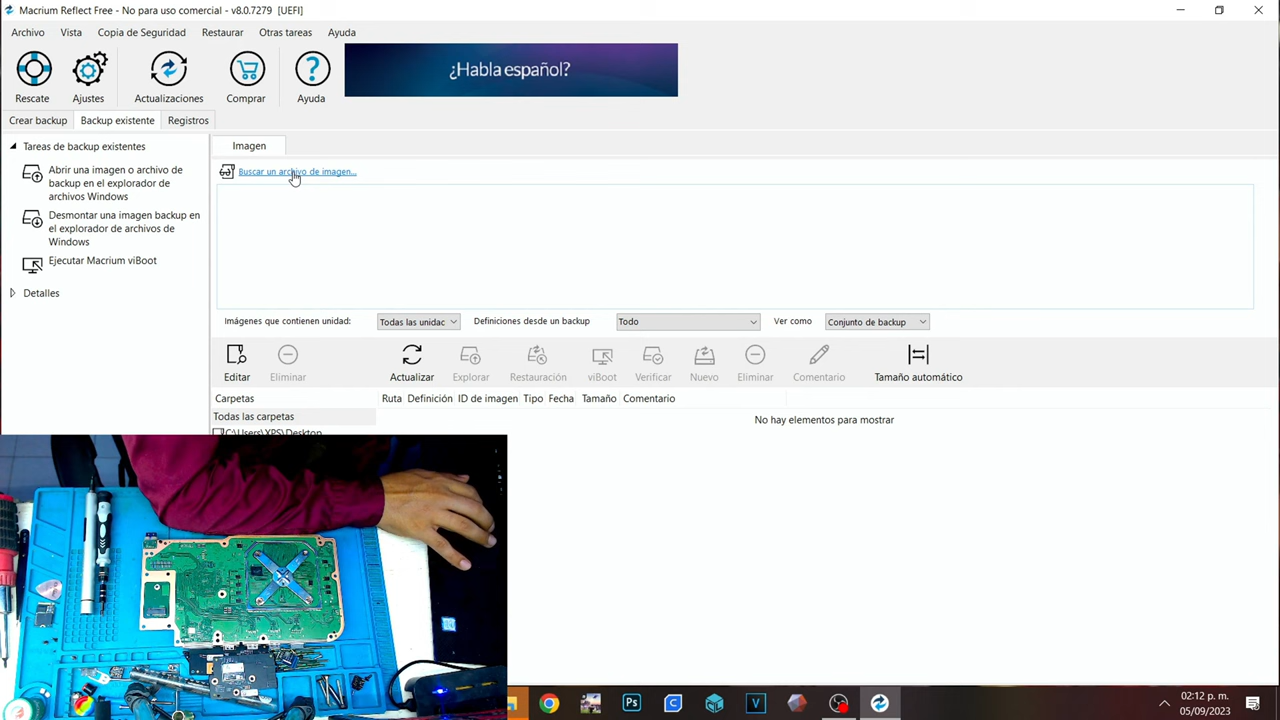 Macrium Reflect Free - No para uso comercial - v8.0.7279 [UEFI]
Archivo Vista Copia de Seguridad Restaurar Otras tareas Ayuda
Rescate Ajustes Actualizaciones Comprar Ayuda
¿Habla español?
Crear backup Backup existente Registros
Tareas de backup existentes
Abrir una imagen o archivo de
backup en el explorador de
archivos Windows
Desmontar una imagen backup en
el explorador de archivos de
Windows
Ejecutar Macrium viBoot
Detalles
Imagen
Buscar un archivo de imagen...
Imágenes que contienen unidad: Todas las unidac Definiciones desde un backup Todo Ver como Conjunto de backup
Editar Eliminar Actualizar Explorar Restauración viBoot Verificar Nuevo Eliminar Comentario Tamaño automático
Carpetas Ruta Definición ID de imagen Tipo Fecha Tamaño Comentario
Todas las carpetas
No hay elementos para mostrar
C:\Users\XPS\Desktop
Ps V
02:12 p. m.
05/09/2023